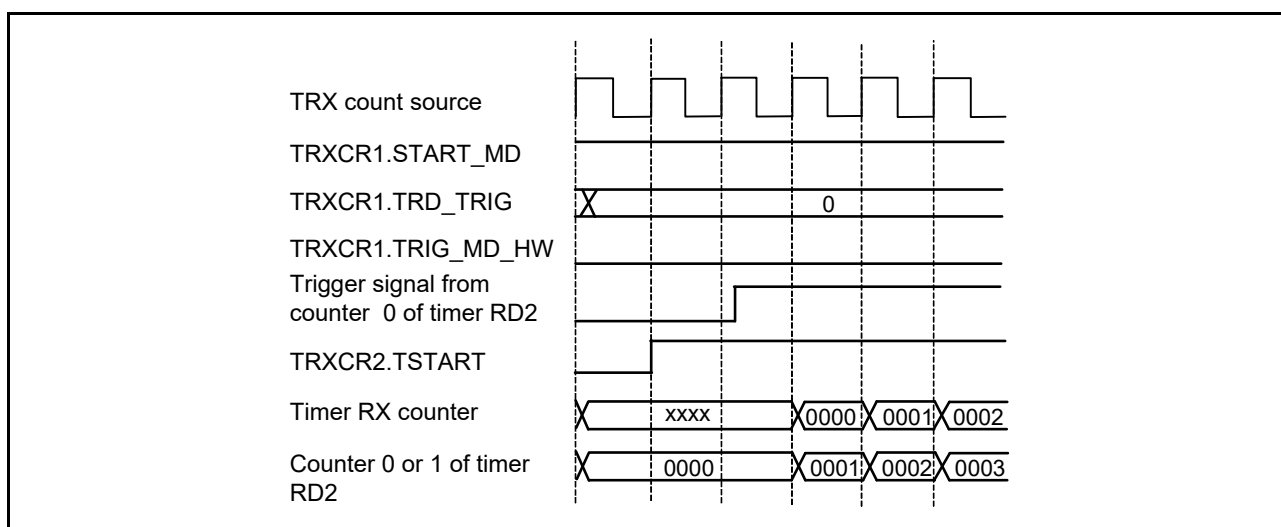 TRX count source
TRXCR1.START_MD
TRXCR1.TRD_TRIG
0
TRXCR1.TRIG_MD_HW
Trigger signal from
counter 0 of timer RD2
TRXCR2.TSTART
Timer RX counter
xxxx 0000 0001 0002
Counter 0 or 1 of timer
RD2
0000 0001 0002 0003